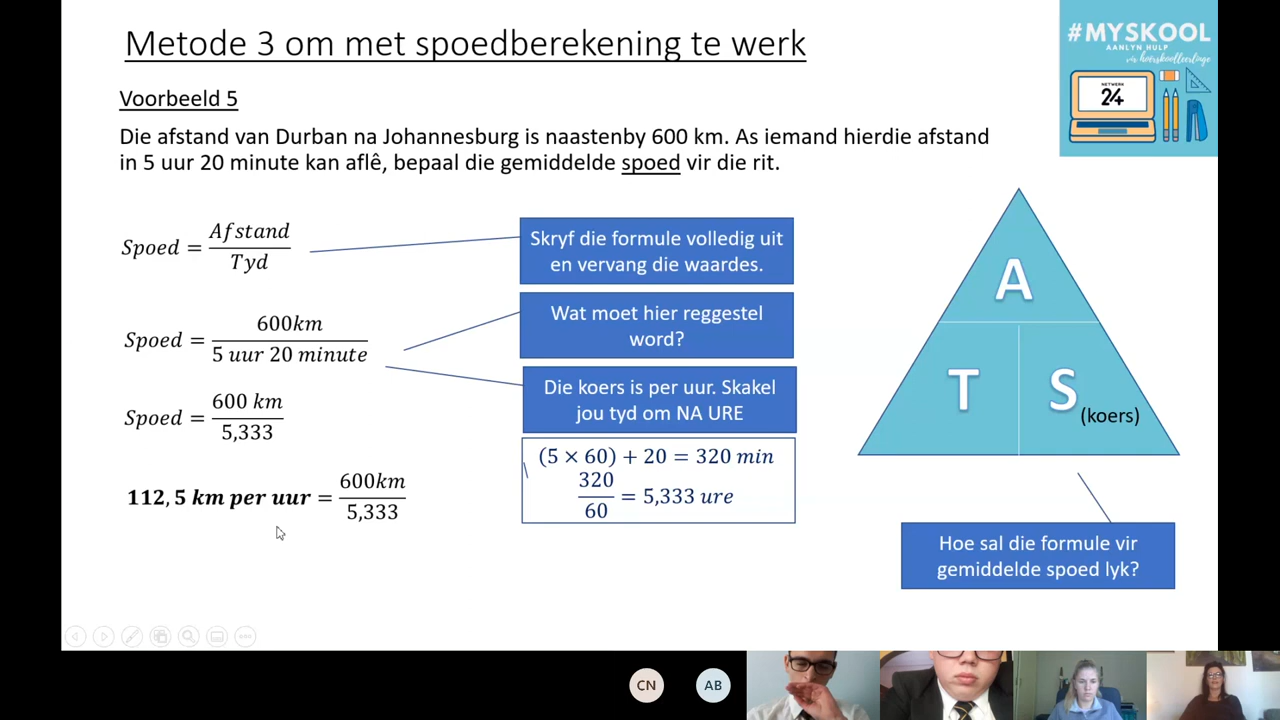 Metode 3 om met spoedberekening te werk
#MYSKOOL
AANLYN HULP
vir hoërskoolleerlinge
NETWERK
24
Voorbeeld 5
Die afstand van Durban na Johannesburg is naastenby 600 km. As iemand hierdie afstand
in 5 uur 20 minute kan aflê, bepaal die gemiddelde spoed vir die rit.
Spoed = Afstand / Tyd
Skryf die formule volledig uit
en vervang die waardes.
Spoed = 600km / 5 uur 20 minute
Wat moet hier reggestel
word?
Die koers is per uur. Skakel
jou tyd om NA URE
Spoed = 600 km / 5,333
(5 × 60) + 20 = 320 min
320 / 60 = 5,333 ure
112,5 km per uur = 600km / 5,333
A
T
S
(koers)
Hoe sal die formule vir
gemiddelde spoed lyk?
CN
AB